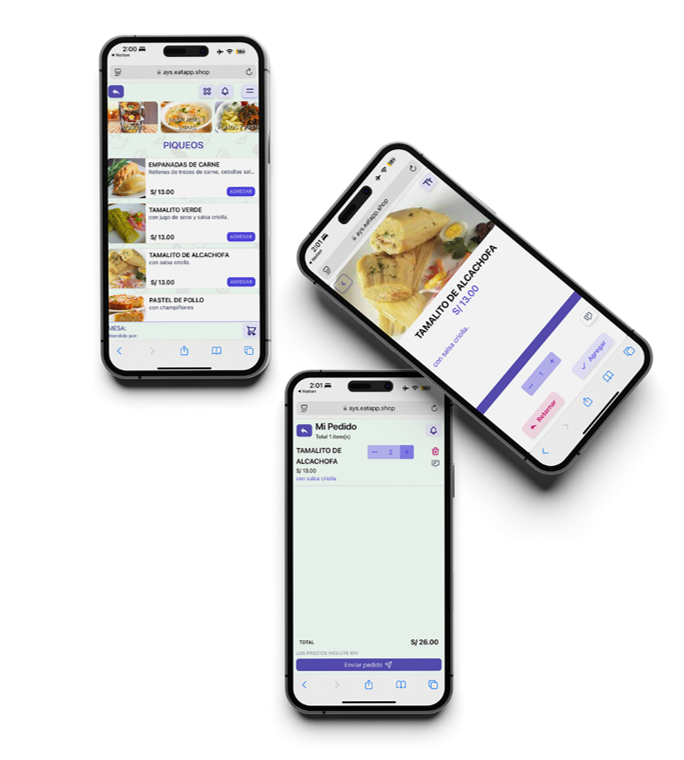 2:00
Notion
ays.eatapp.shop
PIQUEOS
EMPANADAS DE CARNE
Rellenas de trozos de carne, cebollas sal...
S/ 13.00
AGREGAR
TAMALITO VERDE
con jugo de seco y salsa criolla.
S/ 13.00
AGREGAR
TAMALITO DE ALCACHOFA
con salsa criolla.
S/ 13.00
AGREGAR
PASTEL DE POLLO
con champiñones
MESA:
Atendido por:
2:01
ays.eatapp.shop
TAMALITO DE ALCACHOFA
S/ 13.00
con salsa criolla.
1
Agregar
Retornar
2:01
Notion
ays.eatapp.shop
Mi Pedido
Total 1 item(s)
TAMALITO DE
ALCACHOFA
2
S/ 13.00
con salsa criolla.
TOTAL
S/ 26.00
LOS PRECIOS INCLUYE IGV
Enviar pedido